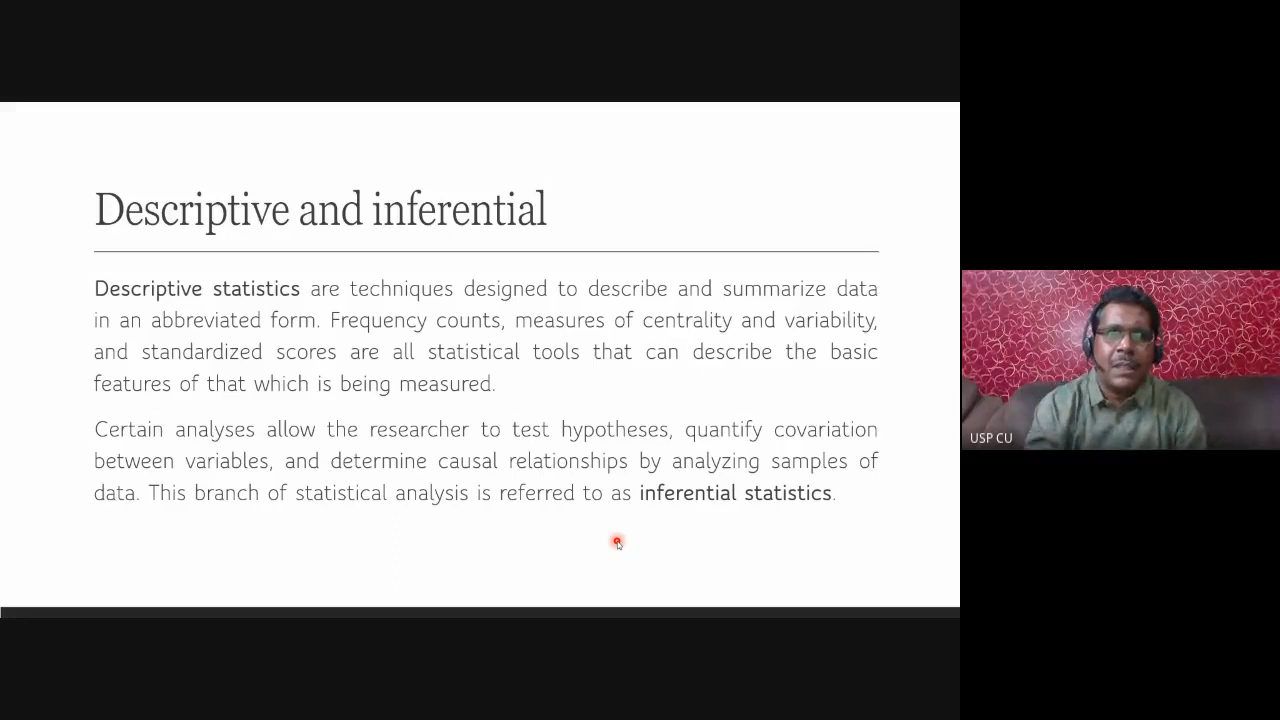 Descriptive and inferential
Descriptive statistics are techniques designed to describe and summarize data
in an abbreviated form. Frequency counts, measures of centrality and variability,
and standardized scores are all statistical tools that can describe the basic
features of that which is being measured.
Certain analyses allow the researcher to test hypotheses, quantify covariation
between variables, and determine causal relationships by analyzing samples of
data. This branch of statistical analysis is referred to as inferential statistics.
USP CU